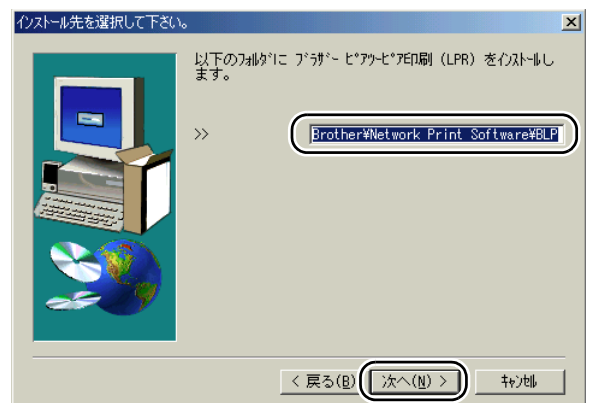 インストール先を選択して下さい。
以下のフォルダに ブラザー ピアツーピア印刷 (LPR) をインストールし
ます。
>>
Brother¥Network Print Software¥BLP
< 戻る(B)
次へ(N) >
キャンセル